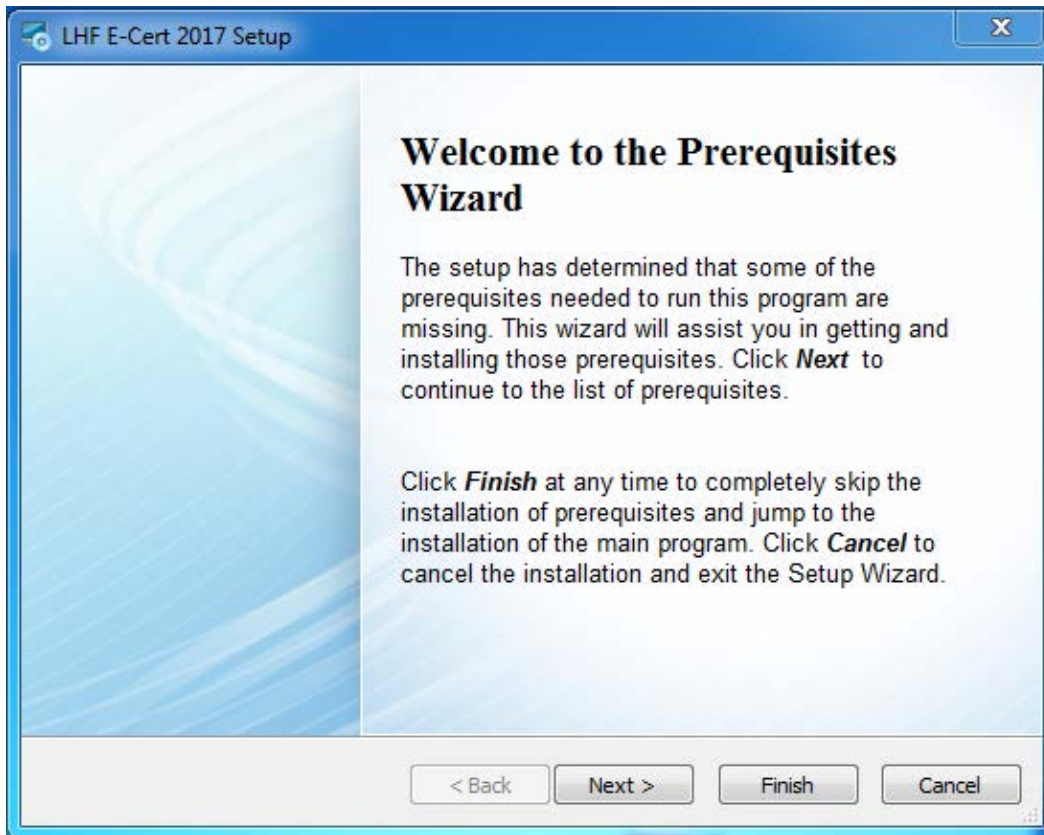 LHF E-Cert 2017 Setup
Welcome to the Prerequisites
Wizard
The setup has determined that some of the
prerequisites needed to run this program are
missing. This wizard will assist you in getting and
installing those prerequisites. Click Next to
continue to the list of prerequisites.
Click Finish at any time to completely skip the
installation of prerequisites and jump to the
installation of the main program. Click Cancel to
cancel the installation and exit the Setup Wizard.
< Back Next > Finish Cancel